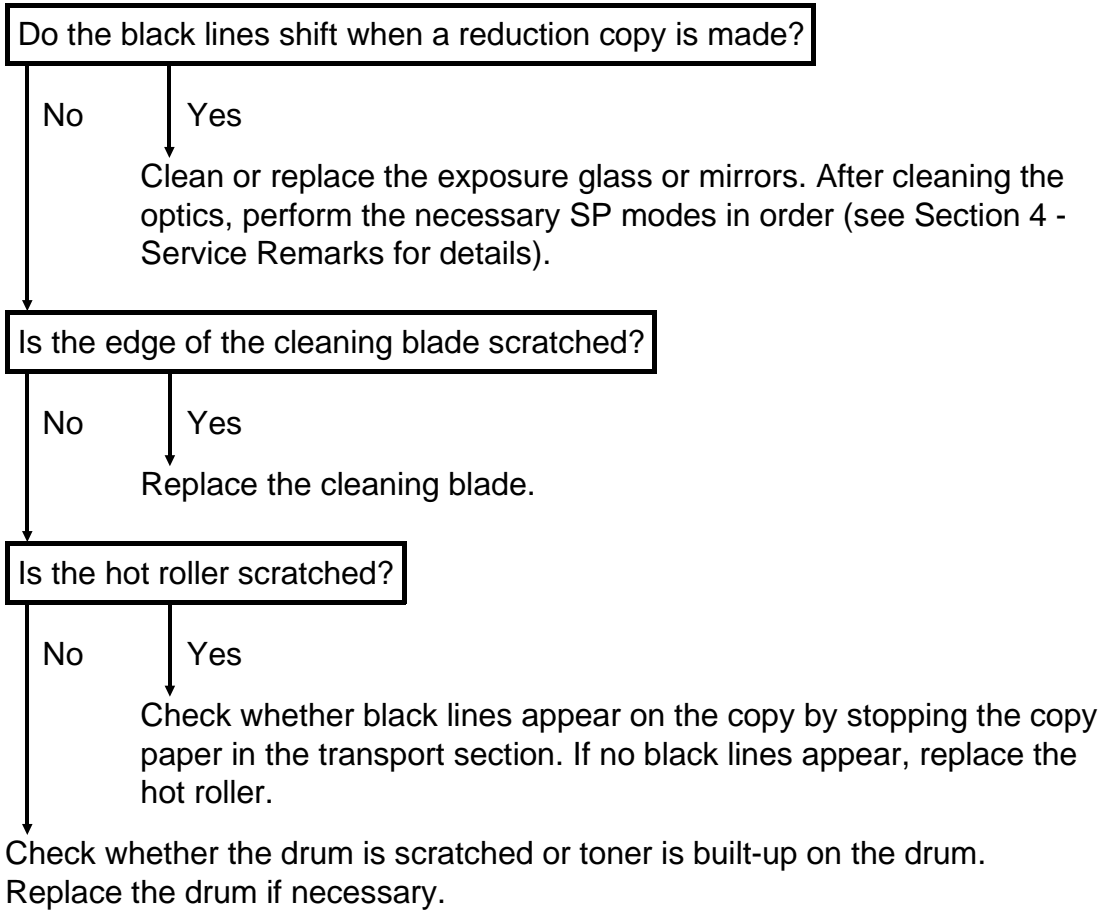 Do the black lines shift when a reduction copy is made?
No Yes
Clean or replace the exposure glass or mirrors. After cleaning the
optics, perform the necessary SP modes in order (see Section 4 -
Service Remarks for details).
Is the edge of the cleaning blade scratched?
No Yes
Replace the cleaning blade.
Is the hot roller scratched?
No Yes
Check whether black lines appear on the copy by stopping the copy
paper in the transport section. If no black lines appear, replace the
hot roller.
Check whether the drum is scratched or toner is built-up on the drum.
Replace the drum if necessary.